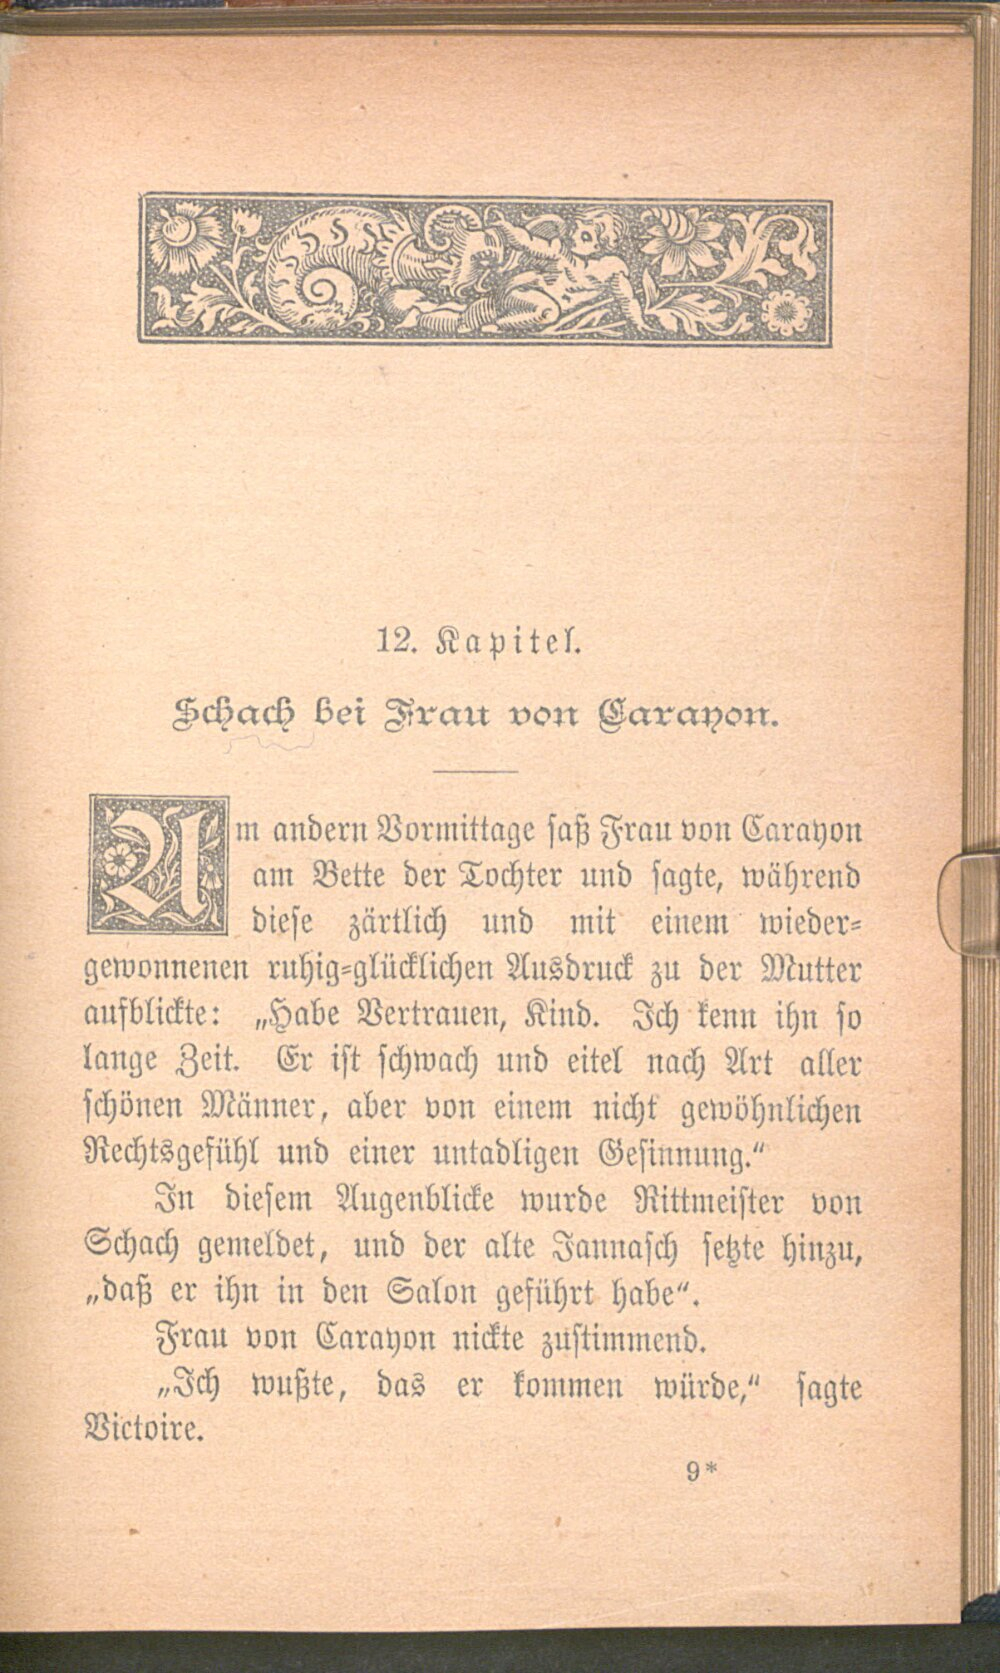 12. Kapitel.
Schach bei Frau von Carayon.
Am andern Vormittage saß Frau von Carayon
am Bette der Tochter und sagte, während
diese zärtlich und mit einem wieder-
gewonnenen ruhig-glücklichen Ausdruck zu der Mutter
aufblickte: „Habe Vertrauen, Kind. Ich kenn ihn so
lange Zeit. Er ist schwach und eitel nach Art aller
schönen Männer, aber von einem nicht gewöhnlichen
Rechtsgefühl und einer untadligen Gesinnung.“
In diesem Augenblicke wurde Rittmeister von
Schach gemeldet, und der alte Jannasch setzte hinzu,
„daß er ihn in den Salon geführt habe“.
Frau von Carayon nickte zustimmend.
„Ich wußte, das er kommen würde,“ sagte
Victoire.
9*